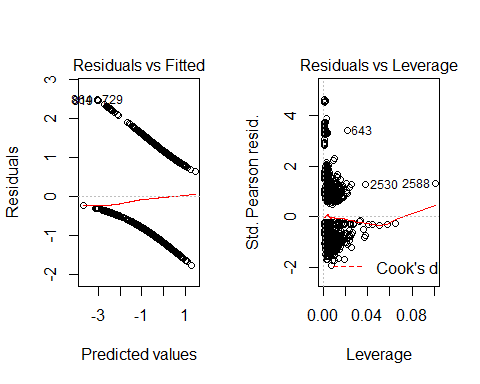 Residuals vs Fitted
Residuals
3
2
1
0
-1
-2
729
-3
-1
1
Predicted values
Residuals vs Leverage
Std. Pearson resid.
4
2
0
-2
643
2530
2588
Cook's d
0.00
0.04
0.08
Leverage